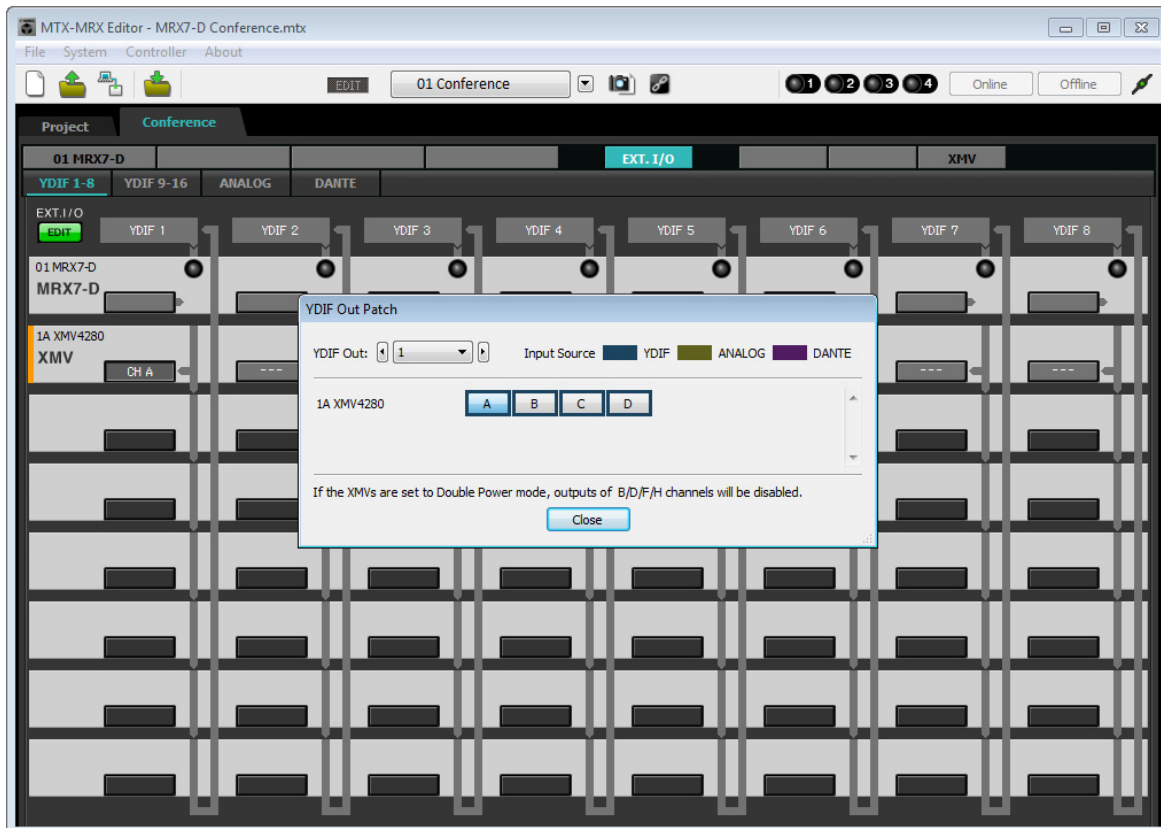 MTX-MRX Editor - MRX7-D Conference.mtx
File System Controller About
EDIT 01 Conference 1 2 3 4 Online Offline
Project Conference
01 MRX7-D EXT. I/O XMV
YDIF 1-8 YDIF 9-16 ANALOG DANTE
EXT.I/O
EDIT YDIF 1 YDIF 2 YDIF 3 YDIF 4 YDIF 5 YDIF 6 YDIF 7 YDIF 8
01 MRX7-D
MRX7-D
YDIF Out Patch
1A XMV4280
XMV
CH A --- --- ---
YDIF Out: 1 Input Source YDIF ANALOG DANTE
1A XMV4280 A B C D
If the XMVs are set to Double Power mode, outputs of B/D/F/H channels will be disabled.
Close